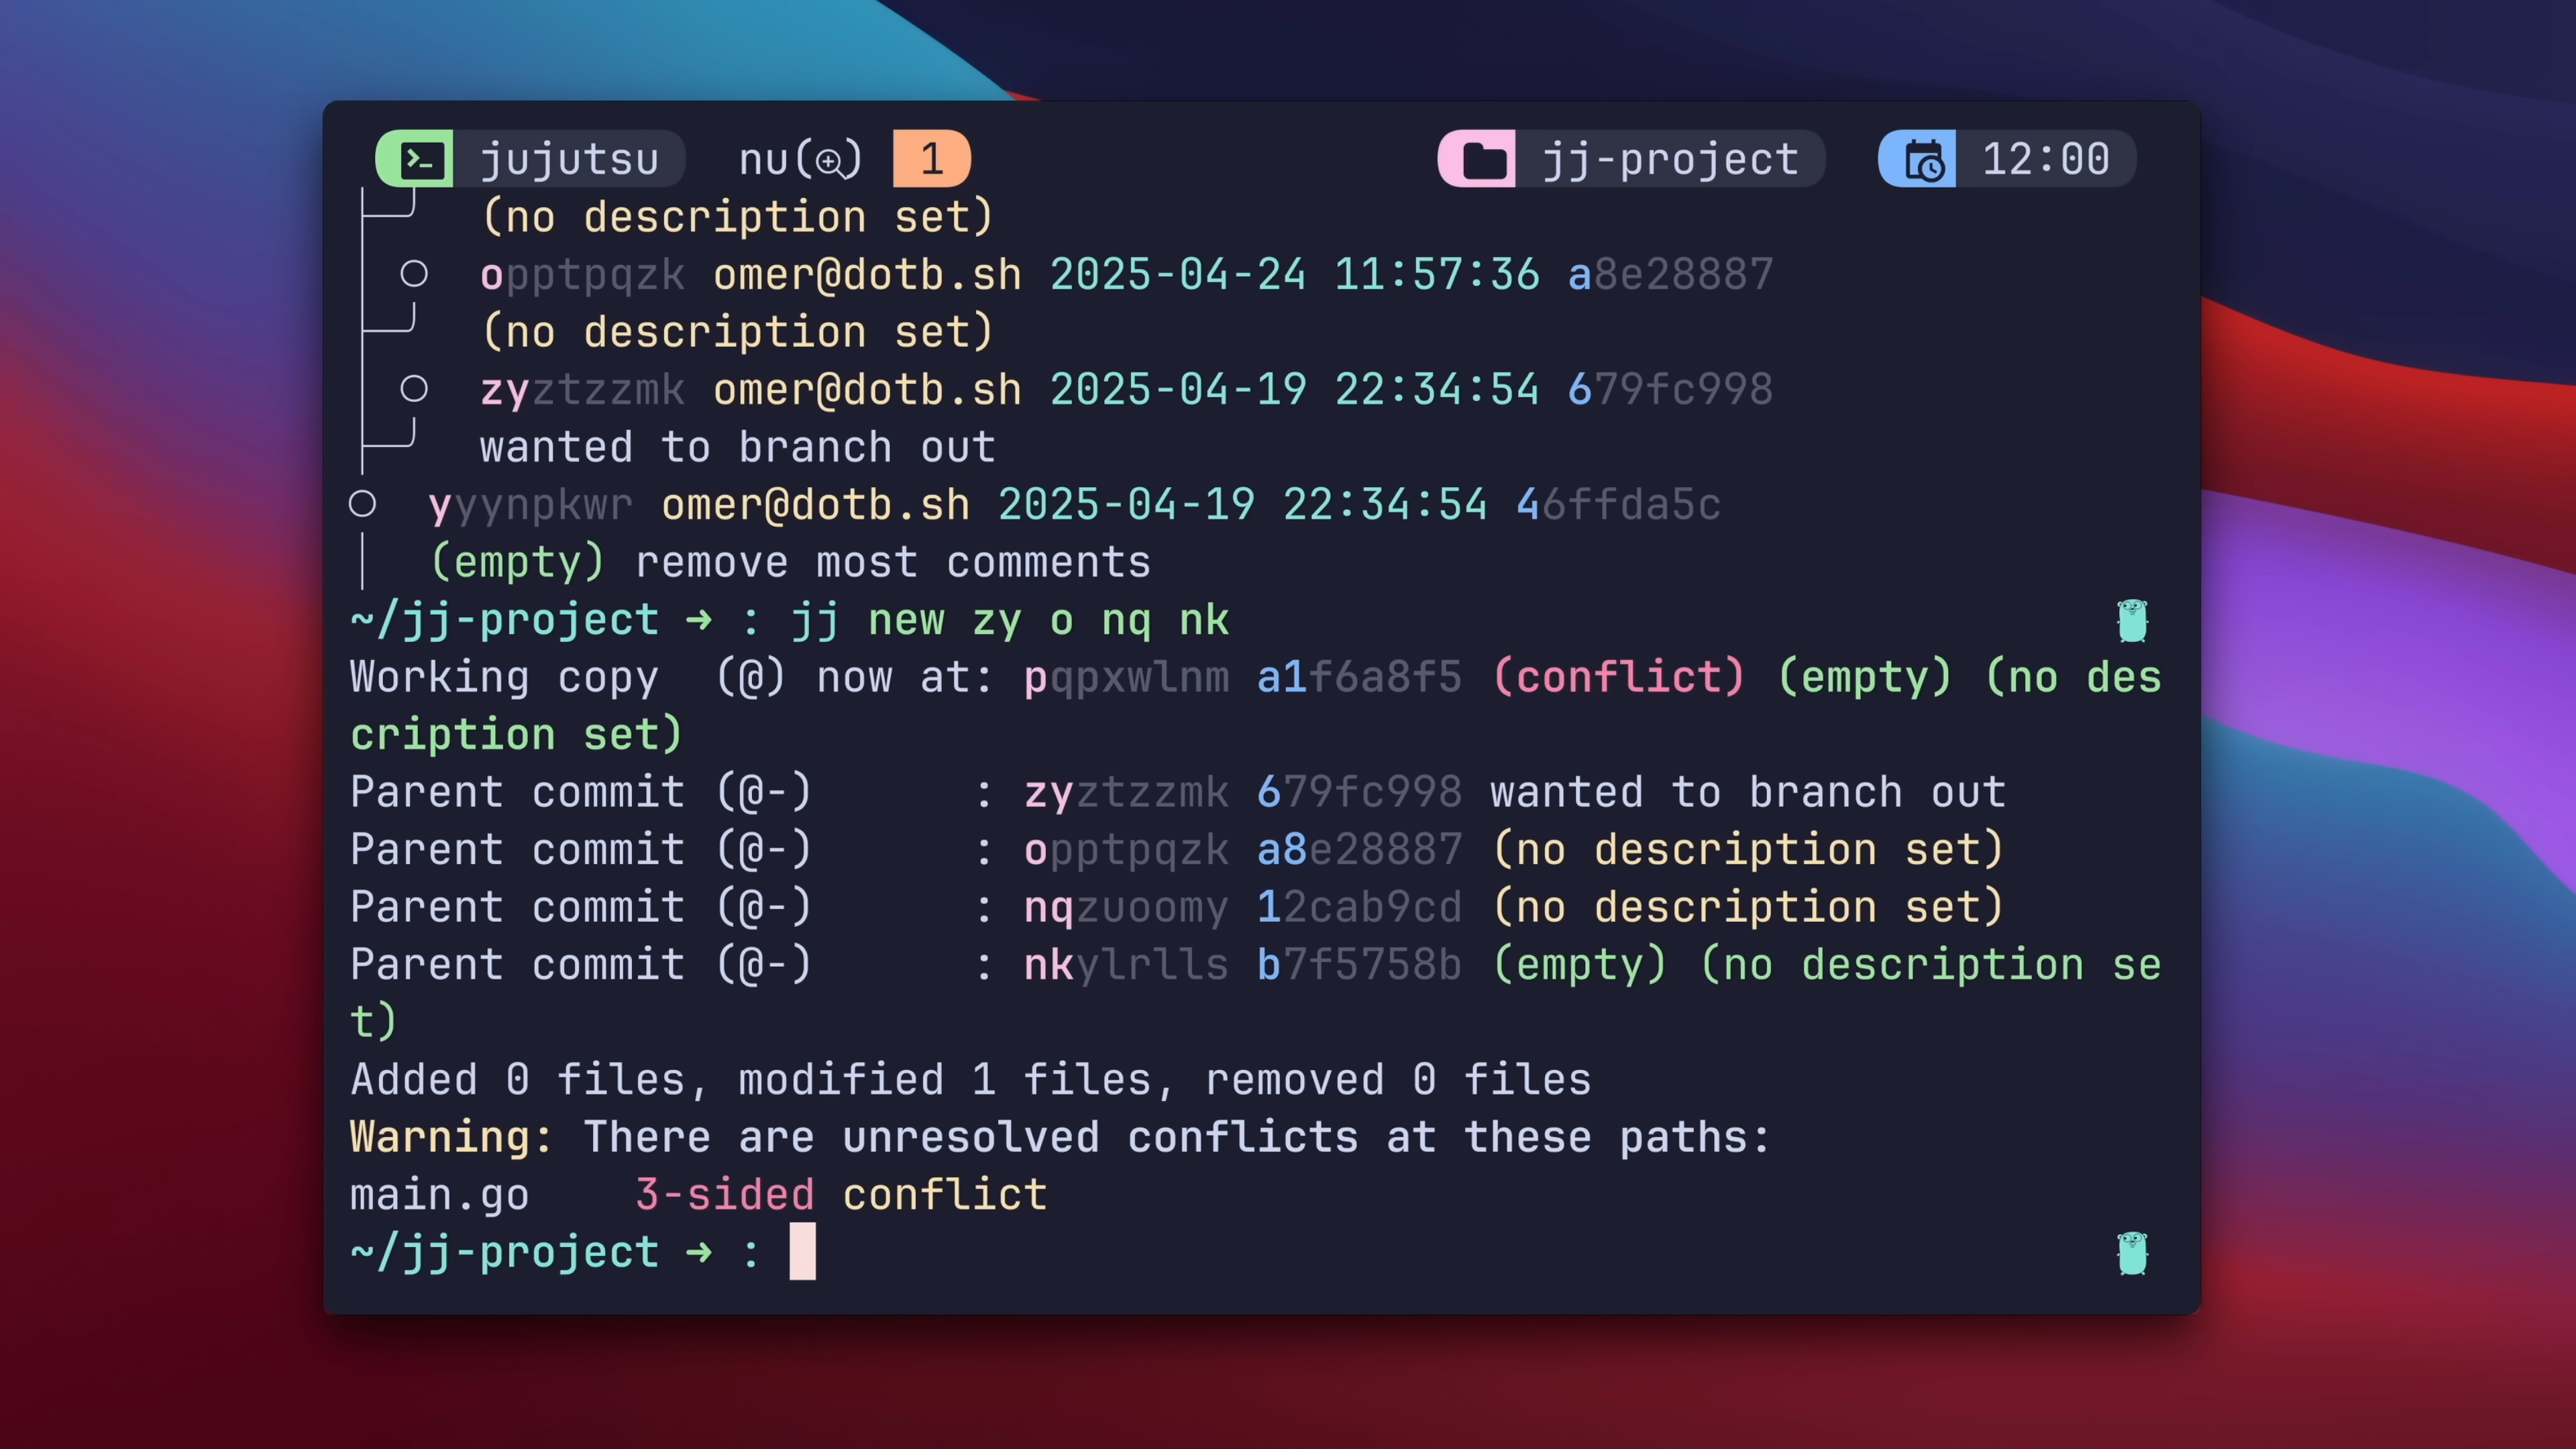 jujutsu nu( ) 1 jj-project 12:00
(no description set)
opptpqzk omer@dotb.sh 2025-04-24 11:57:36 a8e28887
(no description set)
zyztzzmk omer@dotb.sh 2025-04-19 22:34:54 679fc998
wanted to branch out
yyynpkwr omer@dotb.sh 2025-04-19 22:34:54 46ffda5c
(empty) remove most comments
~/jj-project ➜ : jj new zy o nq nk
Working copy  (@) now at: pqpxwlnm a1f6a8f5 (conflict) (empty) (no des
cription set)
Parent commit (@-)      : zyztzzmk 679fc998 wanted to branch out
Parent commit (@-)      : opptpqzk a8e28887 (no description set)
Parent commit (@-)      : nqzuoomy 12cab9cd (no description set)
Parent commit (@-)      : nkylrlls b7f5758b (empty) (no description se
t)
Added 0 files, modified 1 files, removed 0 files
Warning: There are unresolved conflicts at these paths:
main.go    3-sided conflict
~/jj-project ➜ :